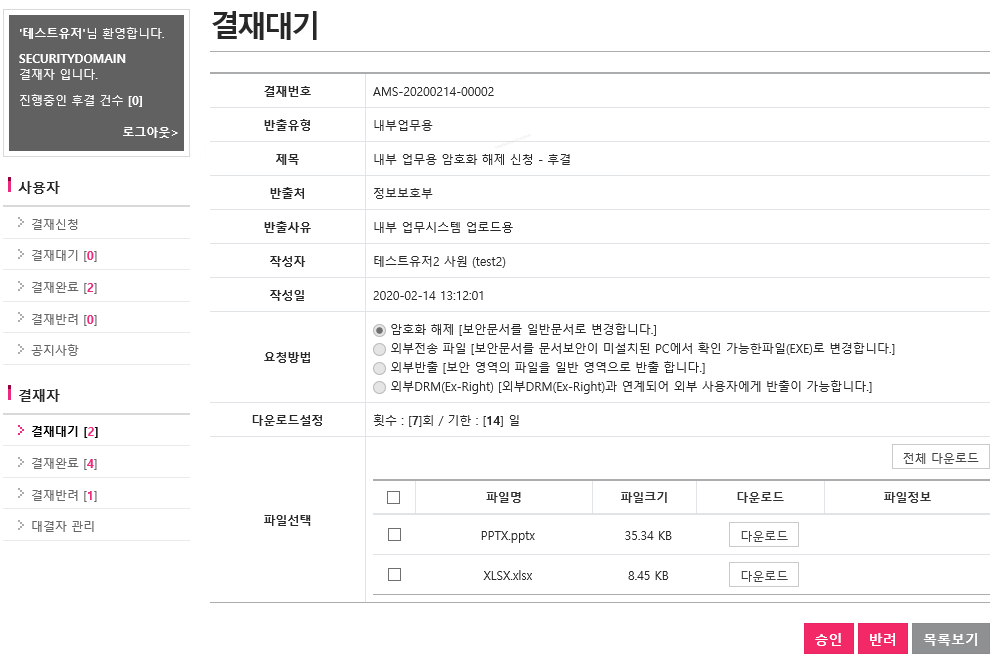 '테스트유저'님 환영합니다.
SECURITYDOMAIN
결재자 입니다.
진행중인 후결 건수 [0]
로그아웃>
사용자
결재신청
결재대기 [0]
결재완료 [2]
결재반려 [0]
공지사항
결재자
결재대기 [2]
결재완료 [4]
결재반려 [1]
대결자 관리
결재대기
결재번호 AMS-20200214-00002
반출유형 내부업무용
제목 내부 업무용 암호화 해제 신청 - 후결
반출처 정보보호부
반출사유 내부 업무시스템 업로드용
작성자 테스트유저2 사원 (test2)
작성일 2020-02-14 13:12:01
요청방법
암호화 해제 [보안문서를 일반문서로 변경합니다.]
외부전송 파일 [보안문서를 문서보안이 미설치된 PC에서 확인 가능한파일(EXE)로 변경합니다.]
외부반출 [보안 영역의 파일을 일반 영역으로 반출 합니다.]
외부DRM(Ex-Right) [외부DRM(Ex-Right)과 연계되어 외부 사용자에게 반출이 가능합니다.]
다운로드설정 횟수 : [7]회 / 기한 : [14] 일
파일선택
전체 다운로드
파일명 파일크기 다운로드 파일정보
PPTX.pptx 35.34 KB 다운로드
XLSX.xlsx 8.45 KB 다운로드
승인 반려 목록보기